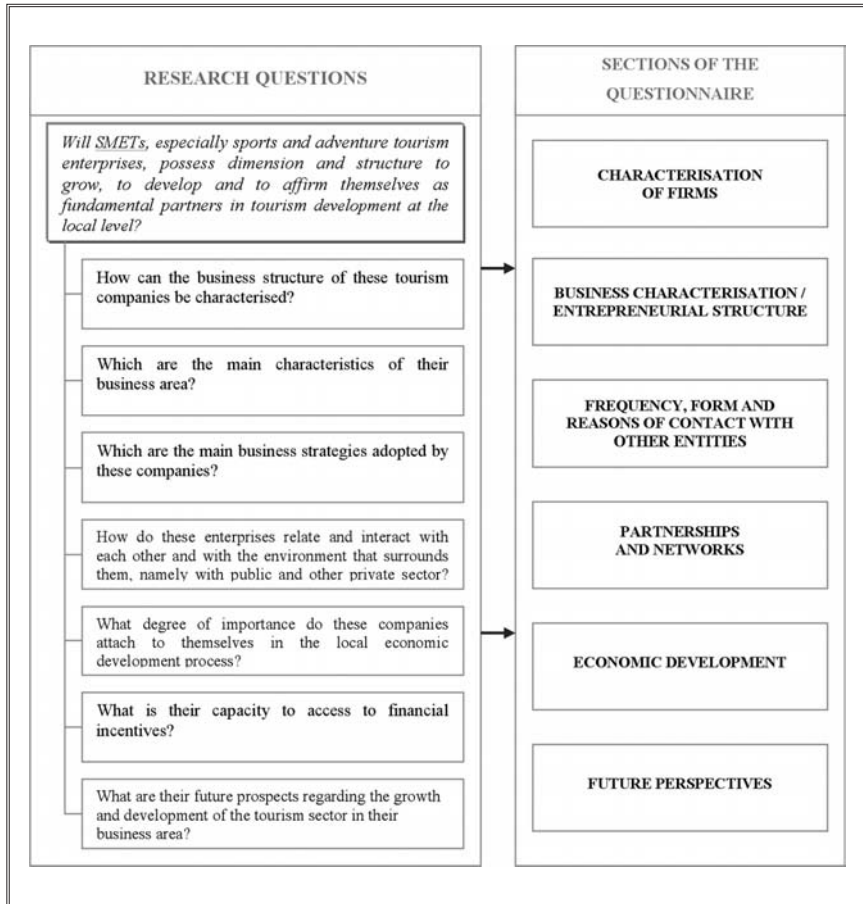 RESEARCH QUESTIONS
Will SMETs, especially sports and adventure tourism
enterprises, possess dimension and structure to
grow, to develop and to affirm themselves as
fundamental partners in tourism development at the
local level?
How can the business structure of these tourism
companies be characterised?
Which are the main characteristics of their
business area?
Which are the main business strategies adopted by
these companies?
How do these enterprises relate and interact with
each other and with the environment that surrounds
them, namely with public and other private sector?
What degree of importance do these companies
attach to themselves in the local economic
development process?
What is their capacity to access to financial
incentives?
What are their future prospects regarding the growth
and development of the tourism sector in their
business area?
SECTIONS OF THE
QUESTIONNAIRE
CHARACTERISATION
OF FIRMS
BUSINESS CHARACTERISATION /
ENTREPRENEURIAL STRUCTURE
FREQUENCY, FORM AND
REASONS OF CONTACT WITH
OTHER ENTITIES
PARTNERSHIPS
AND NETWORKS
ECONOMIC DEVELOPMENT
FUTURE PERSPECTIVES